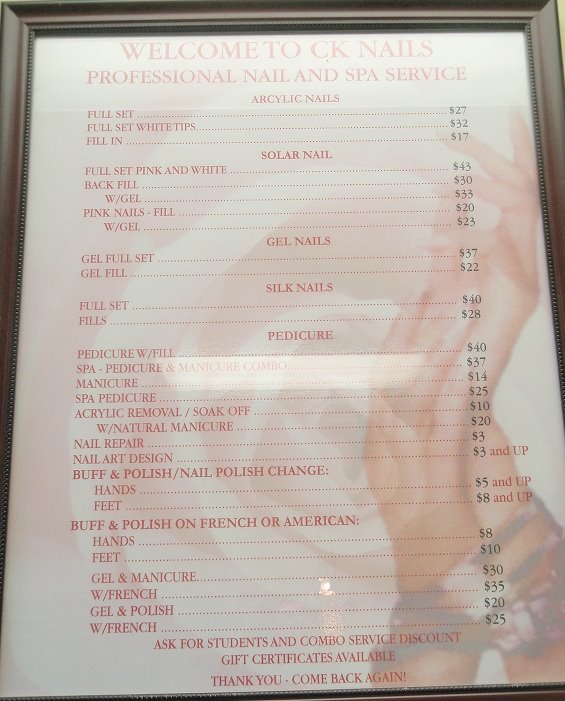 WELCOME TO CK NAILS
PROFESSIONAL NAIL AND SPA SERVICE
ARCYLIC NAILS
FULL SET $27
FULL SET WHITE TIPS $32
FILL IN $17
SOLAR NAIL
FULL SET PINK AND WHITE $43
BACK FILL $30
W/GEL $33
PINK NAILS - FILL $20
W/GEL $23
GEL NAILS
GEL FULL SET $37
GEL FILL $22
SILK NAILS
FULL SET $40
FILLS $28
PEDICURE
PEDICURE W/FILL $40
SPA - PEDICURE & MANICURE COMBO $37
MANICURE $14
SPA PEDICURE $25
ACRYLIC REMOVAL / SOAK OFF $10
W/NATURAL MANICURE $20
NAIL REPAIR $3
NAIL ART DESIGN $3 and UP
BUFF & POLISH/NAIL POLISH CHANGE:
HANDS $5 and UP
FEET $8 and UP
BUFF & POLISH ON FRENCH OR AMERICAN:
HANDS $8
FEET $10
GEL & MANICURE $30
W/FRENCH $35
GEL & POLISH $20
W/FRENCH $25
ASK FOR STUDENTS AND COMBO SERVICE DISCOUNT
GIFT CERTIFICATES AVAILABLE
THANK YOU - COME BACK AGAIN!